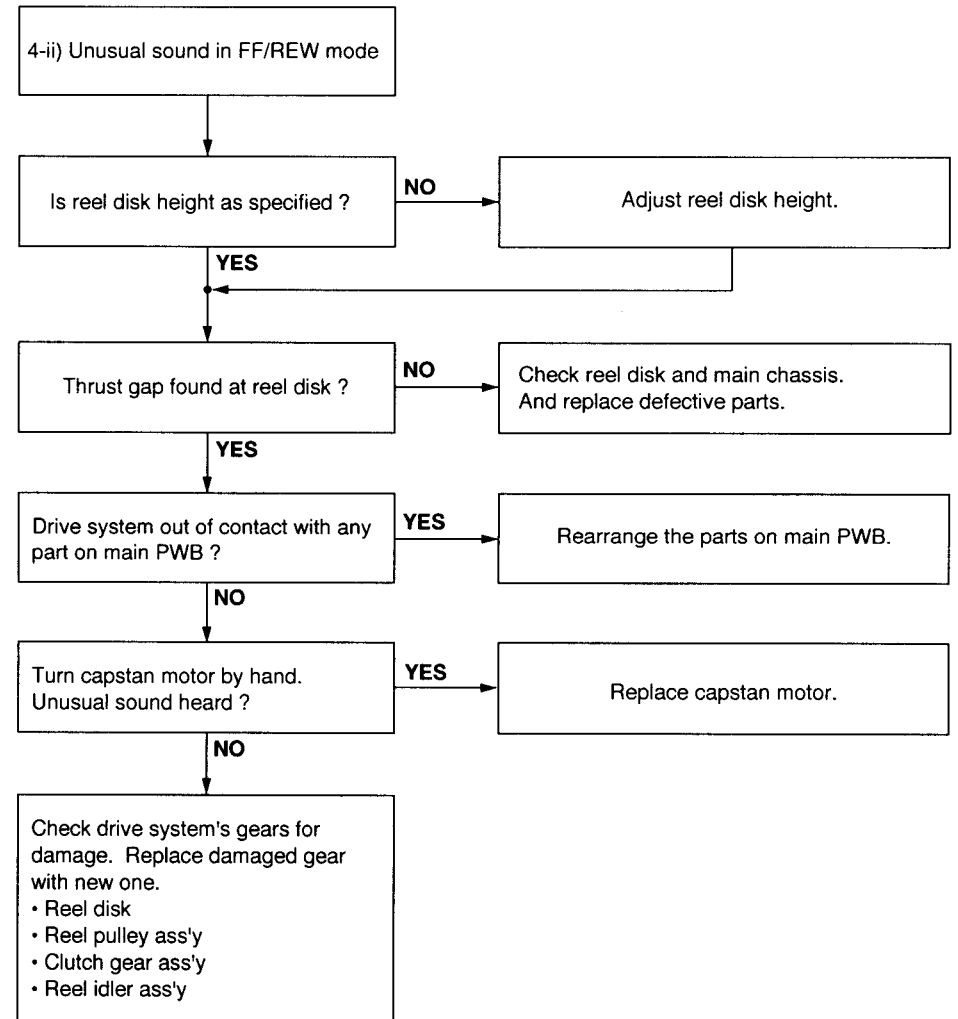 4-ii) Unusual sound in FF/REW mode
Is reel disk height as specified ?
NO
Adjust reel disk height.
YES
Thrust gap found at reel disk ?
NO
Check reel disk and main chassis.
And replace defective parts.
YES
Drive system out of contact with any
part on main PWB ?
YES
Rearrange the parts on main PWB.
NO
Turn capstan motor by hand.
Unusual sound heard ?
YES
Replace capstan motor.
NO
Check drive system's gears for
damage. Replace damaged gear
with new one.
• Reel disk
• Reel pulley ass'y
• Clutch gear ass'y
• Reel idler ass'y